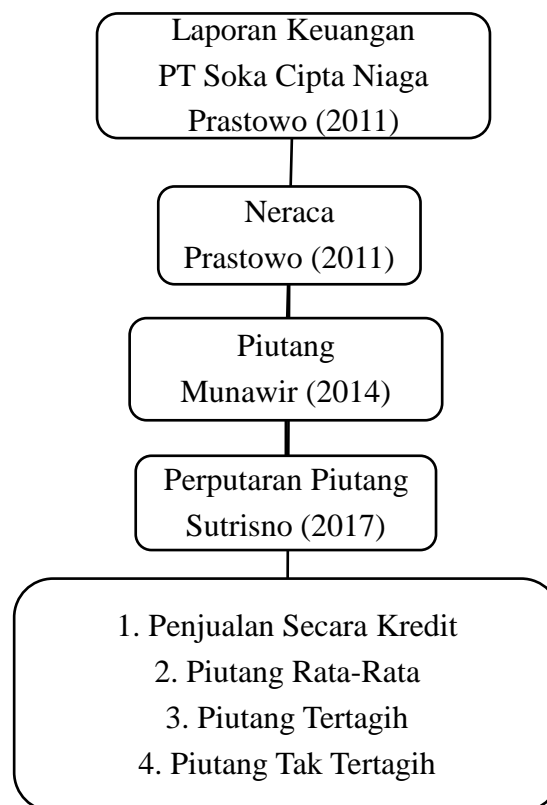 Laporan Keuangan
PT Soka Cipta Niaga
Prastowo (2011)
Neraca
Prastowo (2011)
Piutang
Munawir (2014)
Perputaran Piutang
Sutrisno (2017)
1. Penjualan Secara Kredit
2. Piutang Rata-Rata
3. Piutang Tertagih
4. Piutang Tak Tertagih